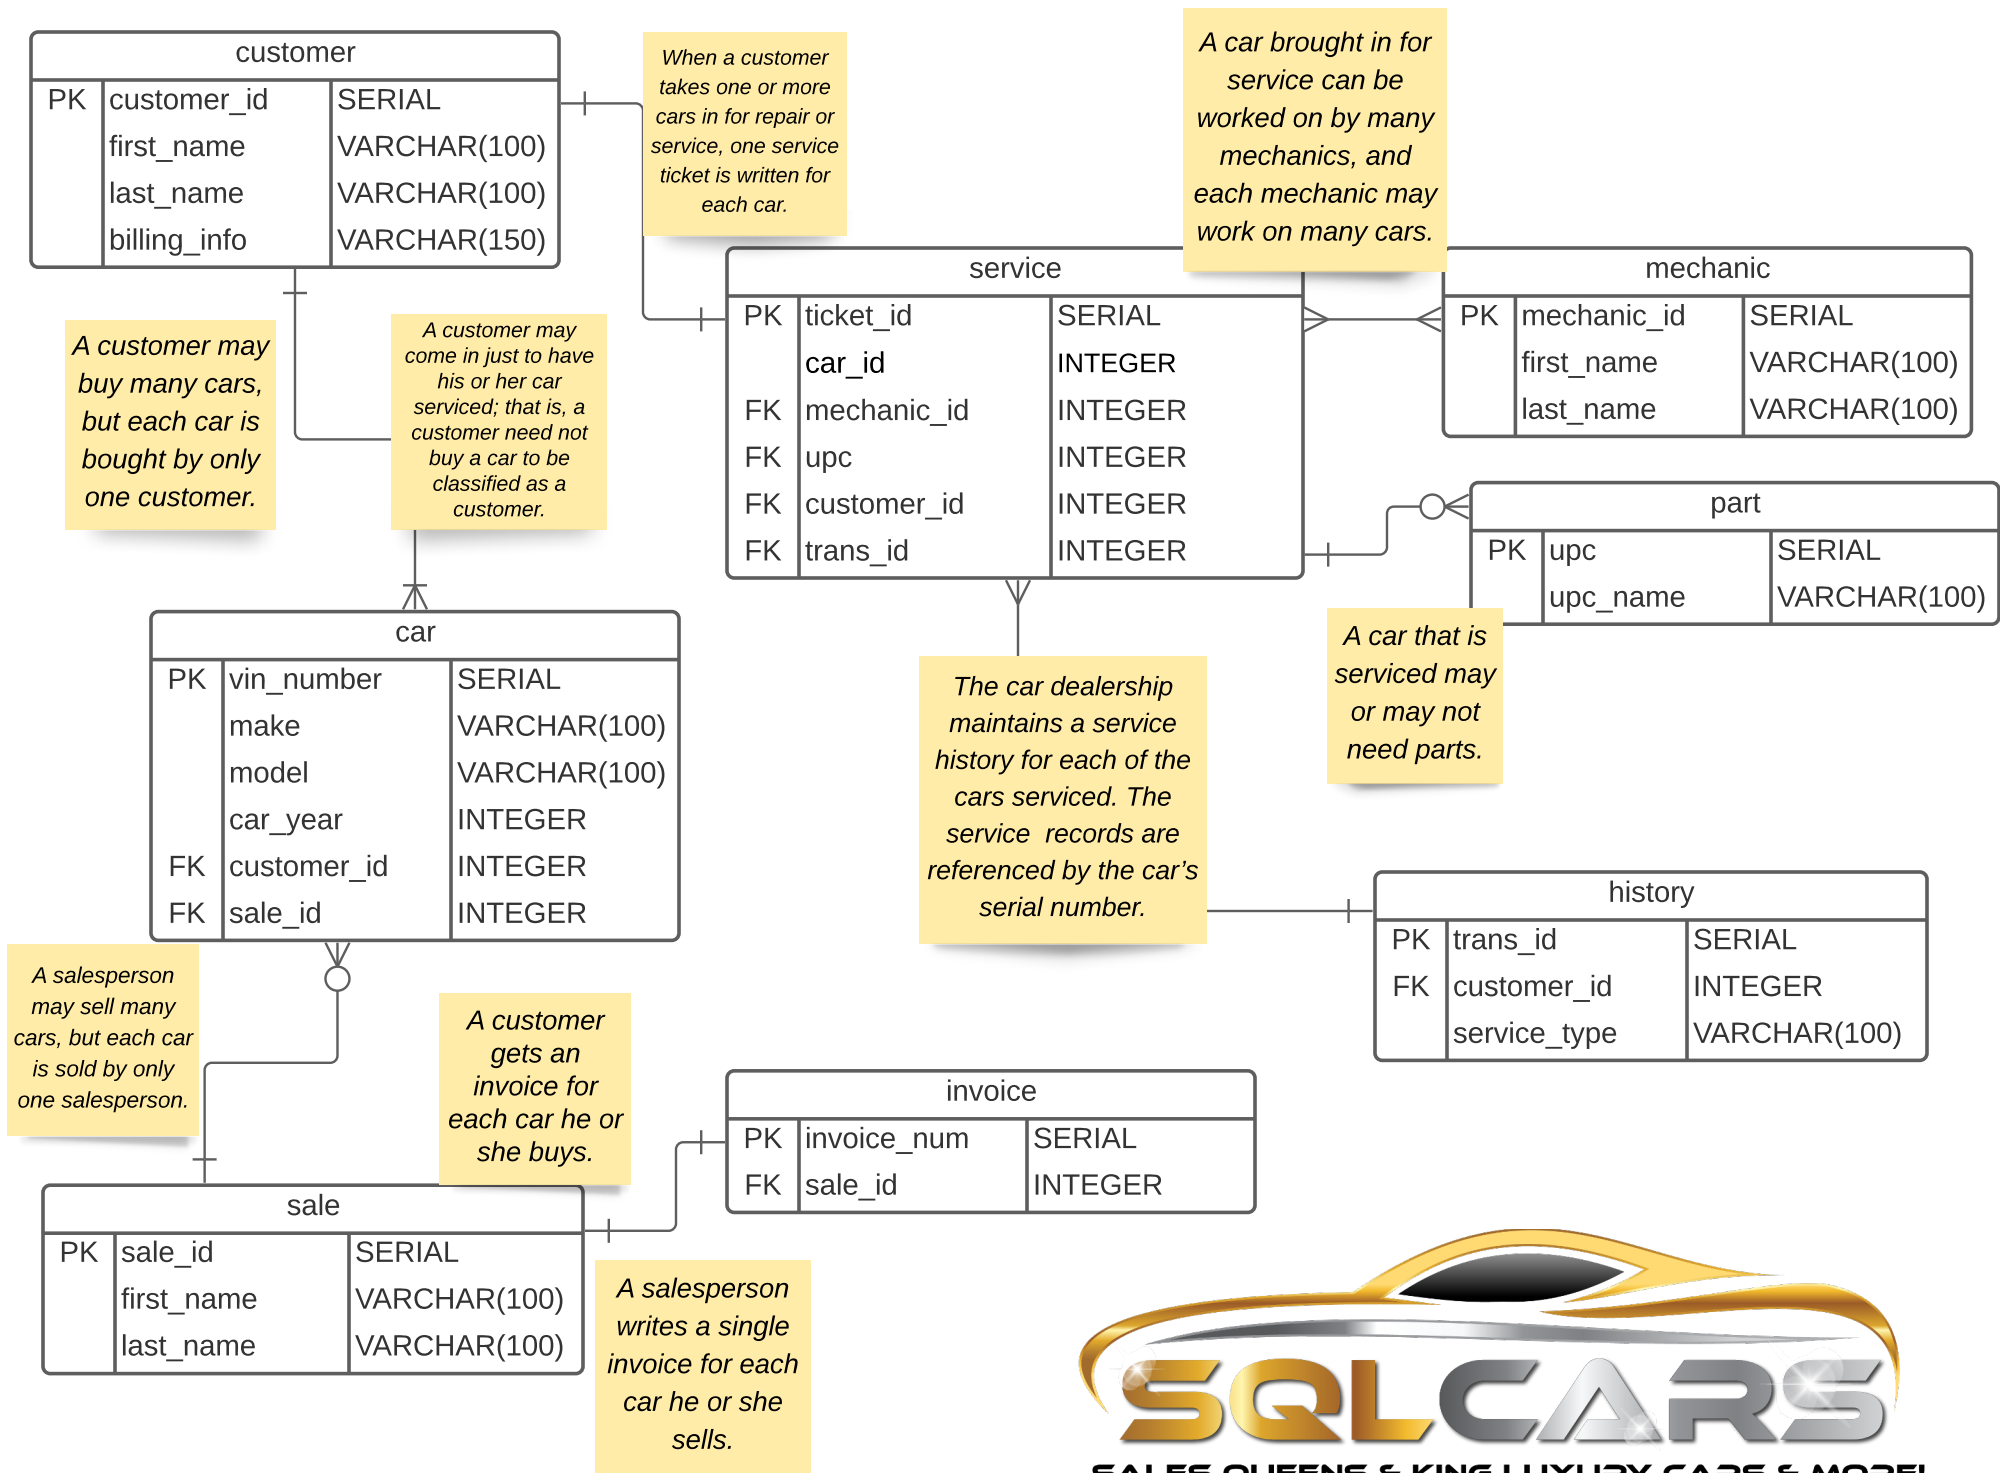 customer
PK customer_id SERIAL
first_name VARCHAR(100)
last_name VARCHAR(100)
billing_info VARCHAR(150)
When a customer
takes one or more
cars in for repair or
service, one service
ticket is written for
each car.
A car brought in for
service can be
worked on by many
mechanics, and
each mechanic may
work on many cars.
service
PK ticket_id SERIAL
car_id INTEGER
FK mechanic_id INTEGER
FK upc INTEGER
FK customer_id INTEGER
FK trans_id INTEGER
mechanic
PK mechanic_id SERIAL
first_name VARCHAR(100)
last_name VARCHAR(100)
A customer may
buy many cars,
but each car is
bought by only
one customer.
A customer may
come in just to have
his or her car
serviced; that is, a
customer need not
buy a car to be
classified as a
customer.
part
PK upc SERIAL
upc_name VARCHAR(100)
A car that is
serviced may
or may not
need parts.
car
PK vin_number SERIAL
make VARCHAR(100)
model VARCHAR(100)
car_year INTEGER
FK customer_id INTEGER
FK sale_id INTEGER
The car dealership
maintains a service
history for each of the
cars serviced. The
service  records are
referenced by the car’s
serial number.
history
PK trans_id SERIAL
FK customer_id INTEGER
service_type VARCHAR(100)
A salesperson
may sell many
cars, but each car
is sold by only
one salesperson.
A customer
gets an
invoice for
each car he or
she buys.
invoice
PK invoice_num SERIAL
FK sale_id INTEGER
sale
PK sale_id SERIAL
first_name VARCHAR(100)
last_name VARCHAR(100)
A salesperson
writes a single
invoice for each
car he or she
sells.
SQLCARS
SALES QUEENS & KING LUXURY CARS & MORE!